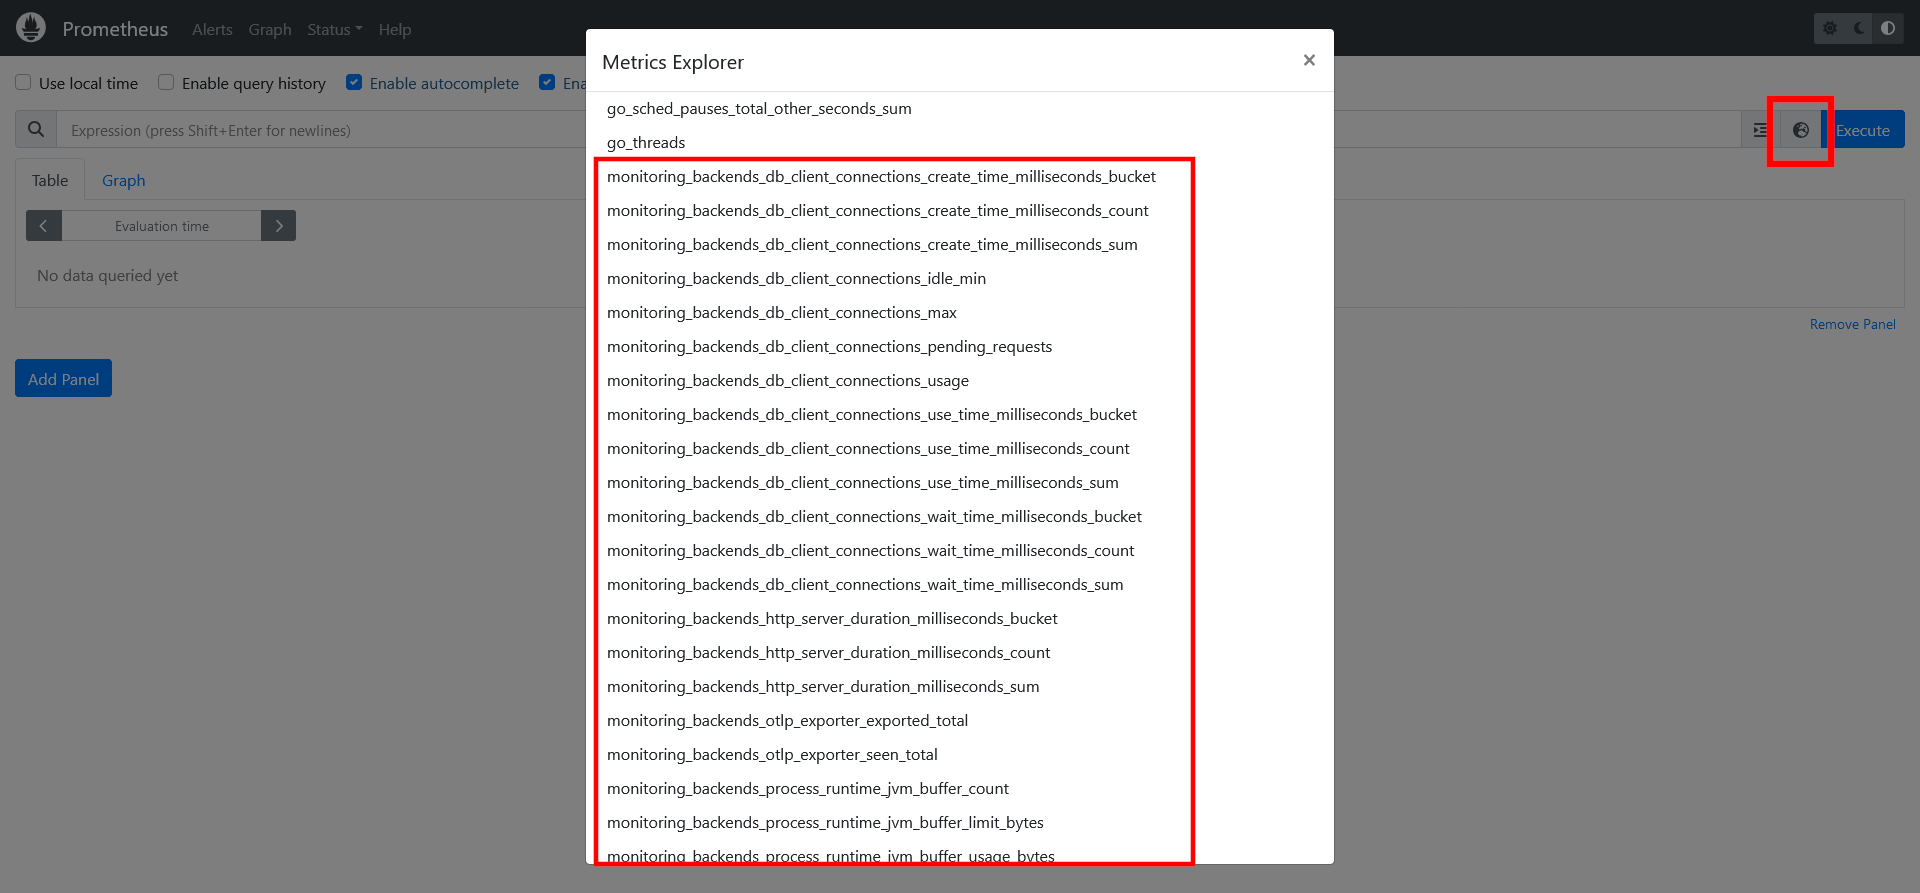 Prometheus Alerts Graph Status Help
Metrics Explorer ×
Use local time Enable query history Enable autocomplete Ena
Expression (press Shift+Enter for newlines) Execute
Table Graph
Evaluation time
No data queried yet
Remove Panel
Add Panel
go_sched_pauses_total_other_seconds_sum
go_threads
monitoring_backends_db_client_connections_create_time_milliseconds_bucket
monitoring_backends_db_client_connections_create_time_milliseconds_count
monitoring_backends_db_client_connections_create_time_milliseconds_sum
monitoring_backends_db_client_connections_idle_min
monitoring_backends_db_client_connections_max
monitoring_backends_db_client_connections_pending_requests
monitoring_backends_db_client_connections_usage
monitoring_backends_db_client_connections_use_time_milliseconds_bucket
monitoring_backends_db_client_connections_use_time_milliseconds_count
monitoring_backends_db_client_connections_use_time_milliseconds_sum
monitoring_backends_db_client_connections_wait_time_milliseconds_bucket
monitoring_backends_db_client_connections_wait_time_milliseconds_count
monitoring_backends_db_client_connections_wait_time_milliseconds_sum
monitoring_backends_http_server_duration_milliseconds_bucket
monitoring_backends_http_server_duration_milliseconds_count
monitoring_backends_http_server_duration_milliseconds_sum
monitoring_backends_otlp_exporter_exported_total
monitoring_backends_otlp_exporter_seen_total
monitoring_backends_process_runtime_jvm_buffer_count
monitoring_backends_process_runtime_jvm_buffer_limit_bytes
monitoring_backends_process_runtime_jvm_buffer_usage_bytes